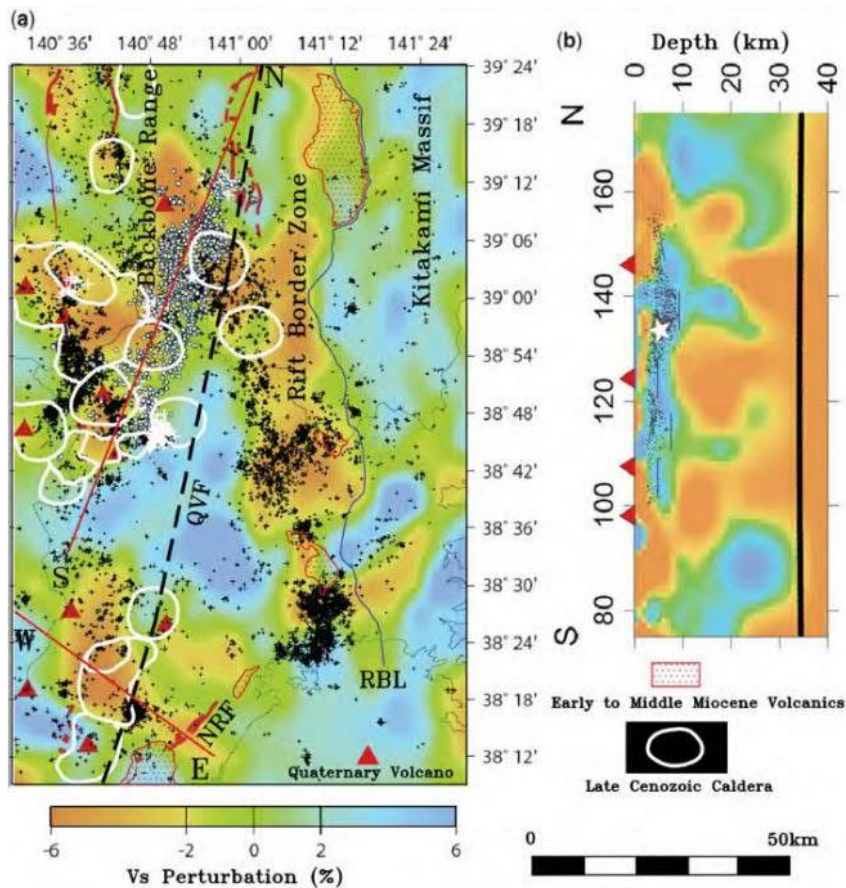 (a)
140° 36' 140° 48' 141° 00' 141° 12' 141° 24'
(b)
Depth (km)
0 10 20 30 40
39° 24'
39° 18'
39° 12'
39° 06'
39° 00'
38° 54'
38° 48'
38° 42'
38° 36'
38° 30'
38° 24'
38° 18'
38° 12'
N
Backbone Range
Rift Border Zone
Kitakami Massif
QVF
S
W
RBL
NRF
E
Quaternary Volcano
N
160
140
120
100
80
S
Early to Middle Miocene Volcanics
Late Cenozoic Caldera
-6 -4 -2 0 2 4 6
Vs Perturbation (%)
0 50km